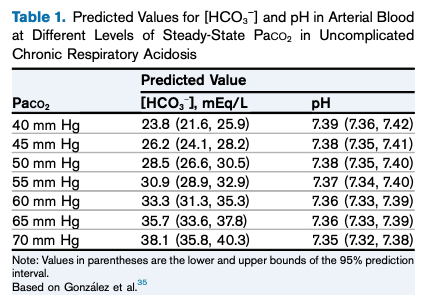 Table 1. Predicted Values for [HCO₃⁻] and pH in Arterial Blood
at Different Levels of Steady-State PaCO₂ in Uncomplicated
Chronic Respiratory Acidosis
Predicted Value
PaCO₂ [HCO₃⁻], mEq/L pH
40 mm Hg 23.8 (21.6, 25.9) 7.39 (7.36, 7.42)
45 mm Hg 26.2 (24.1, 28.2) 7.38 (7.35, 7.41)
50 mm Hg 28.5 (26.6, 30.5) 7.38 (7.35, 7.40)
55 mm Hg 30.9 (28.9, 32.9) 7.37 (7.34, 7.40)
60 mm Hg 33.3 (31.3, 35.3) 7.36 (7.33, 7.39)
65 mm Hg 35.7 (33.6, 37.8) 7.36 (7.33, 7.39)
70 mm Hg 38.1 (35.8, 40.3) 7.35 (7.32, 7.38)
Note: Values in parentheses are the lower and upper bounds of the 95% prediction
interval.
Based on González et al.³⁵